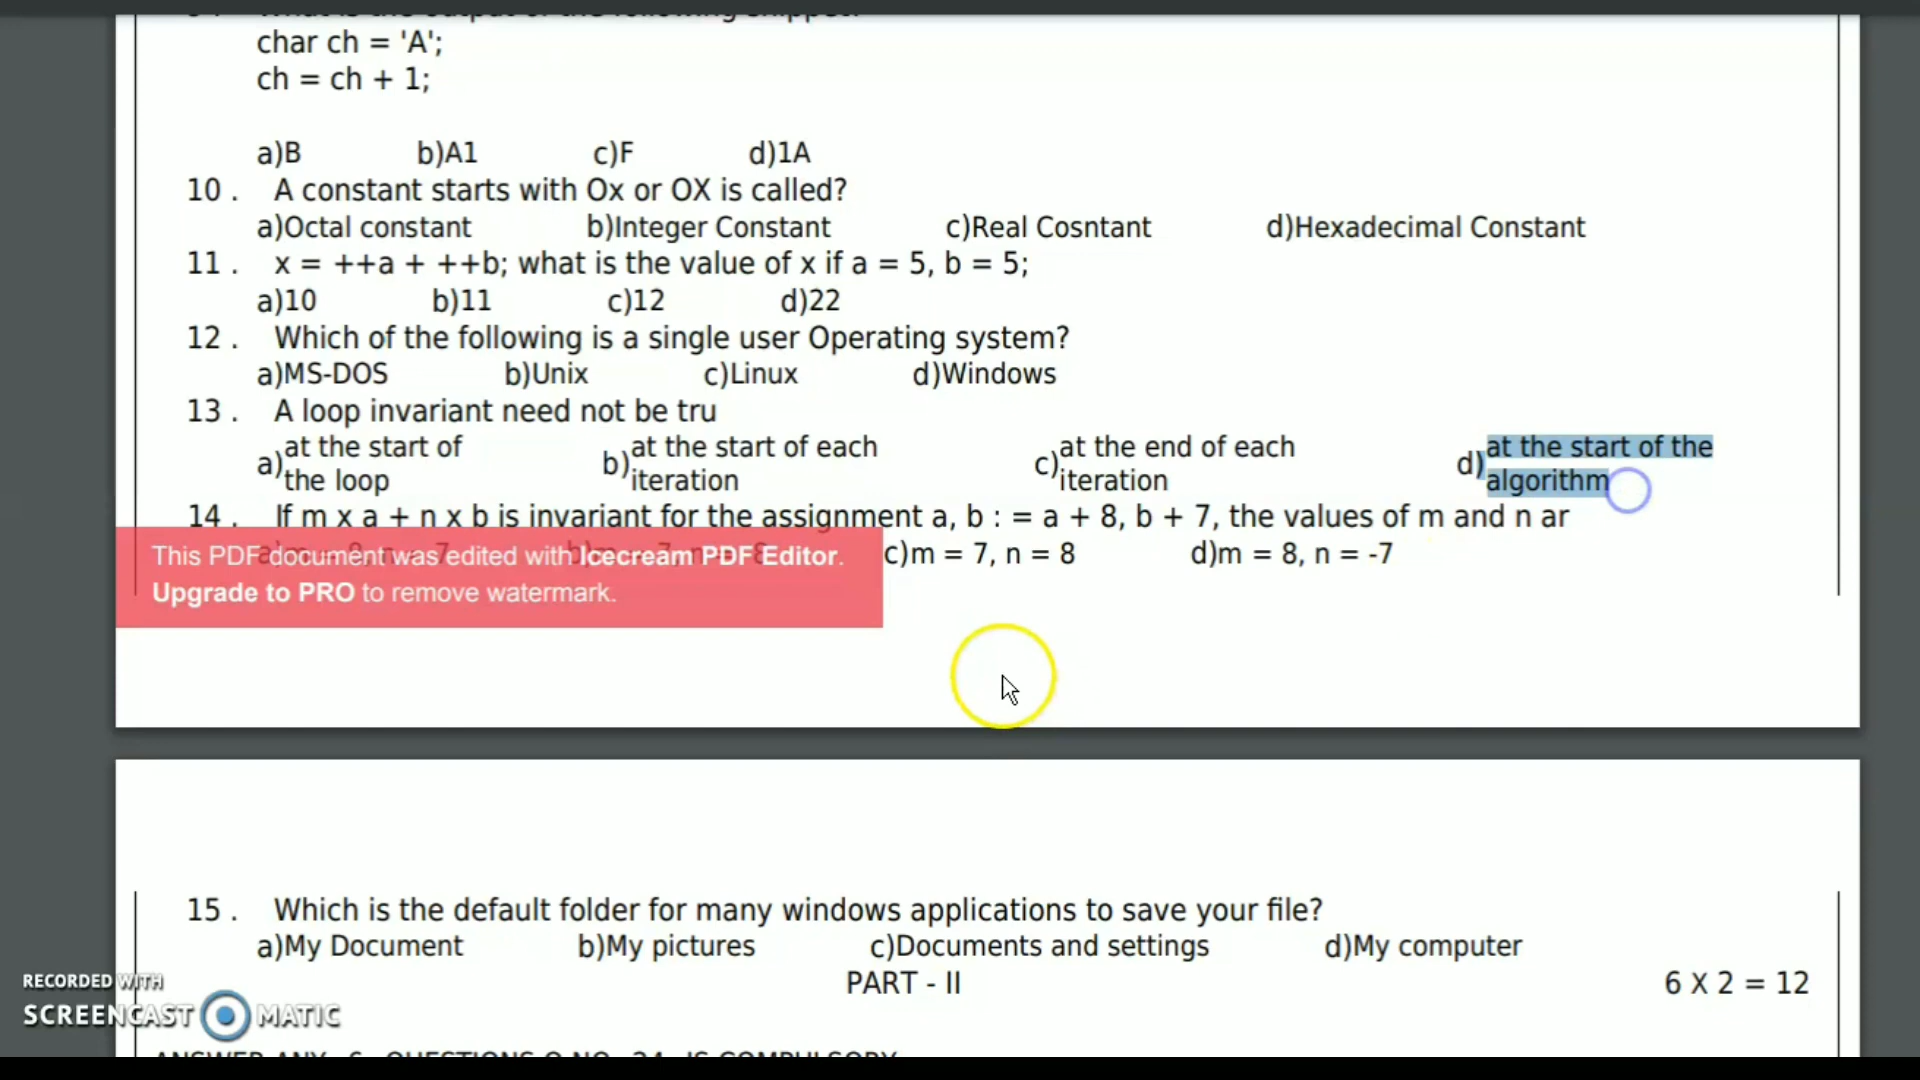 char ch = 'A';
ch = ch + 1;
a)B b)A1 c)F d)1A
10 . A constant starts with Ox or OX is called?
a)Octal constant b)Integer Constant c)Real Cosntant d)Hexadecimal Constant
11 . x = ++a + ++b; what is the value of x if a = 5, b = 5;
a)10 b)11 c)12 d)22
12 . Which of the following is a single user Operating system?
a)MS-DOS b)Unix c)Linux d)Windows
13 . A loop invariant need not be tru
a)at the start of the loop b)at the start of each iteration c)at the end of each iteration d)at the start of the algorithm
14 . If m x a + n x b is invariant for the assignment a, b : = a + 8, b + 7, the values of m and n ar
c)m = 7, n = 8 d)m = 8, n = -7
This PDF document was edited with Icecream PDF Editor.
Upgrade to PRO to remove watermark.
15 . Which is the default folder for many windows applications to save your file?
a)My Document b)My pictures c)Documents and settings d)My computer
PART - II 6 X 2 = 12
RECORDED WITH
SCREENCAST MATIC